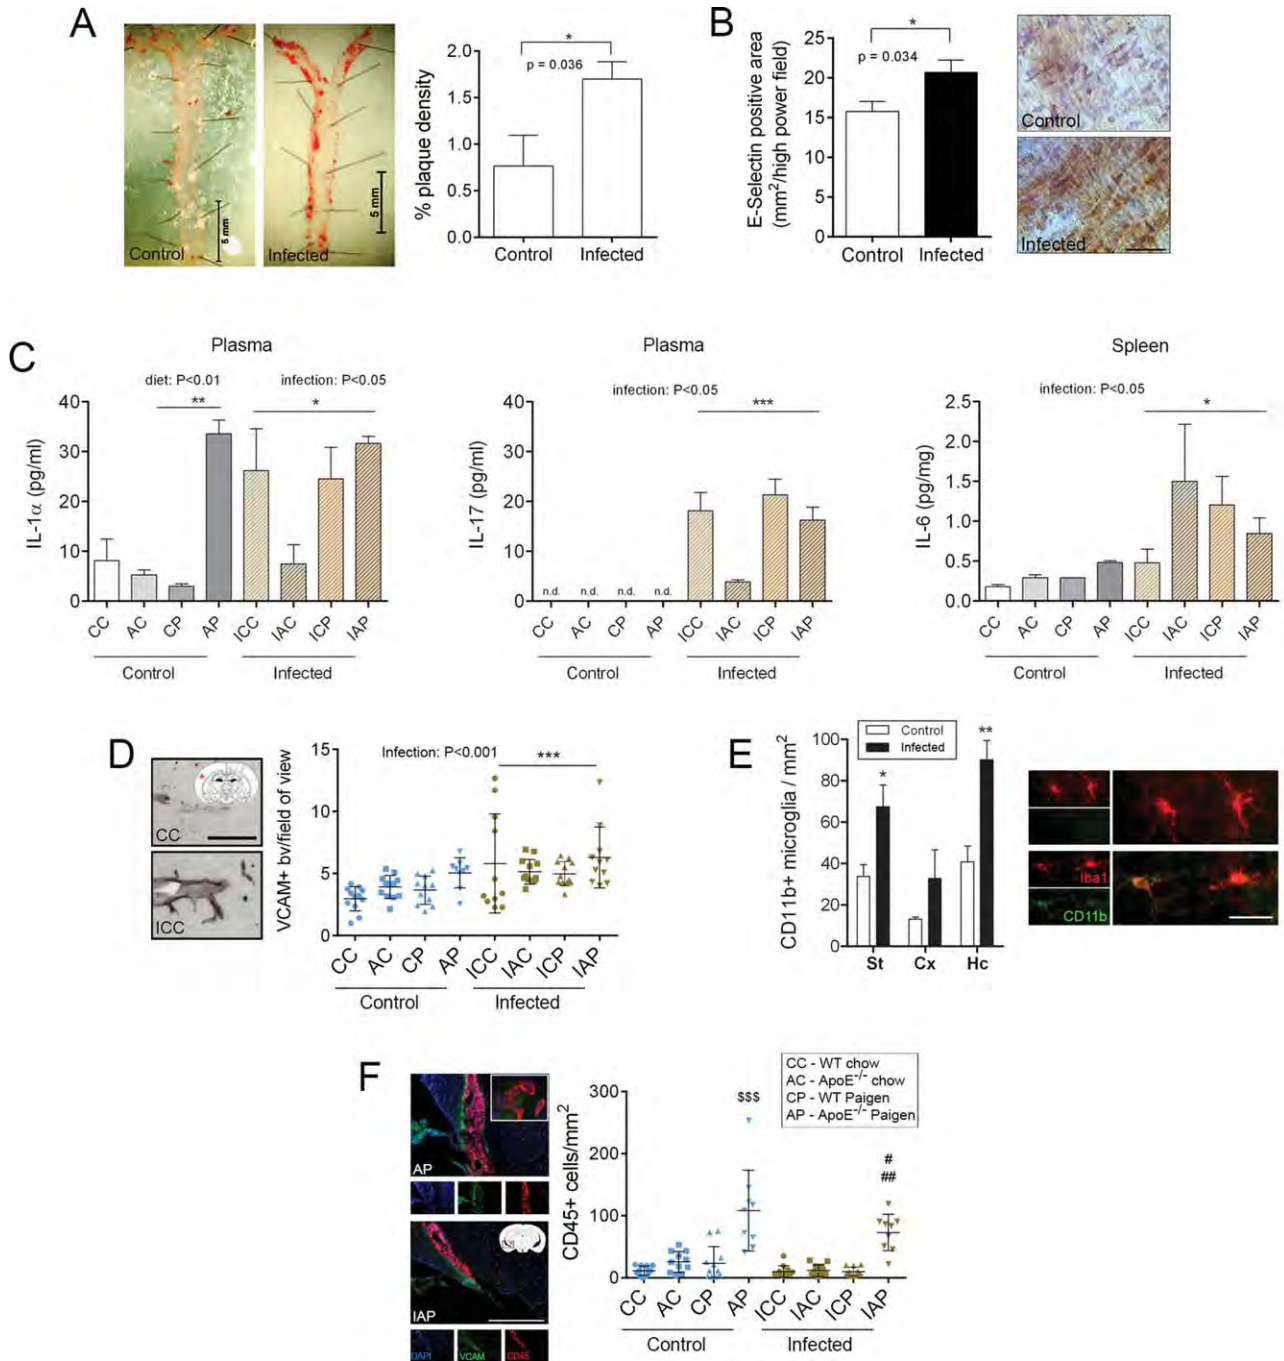 A
Control
5 mm
Infected
5 mm
% plaque density
2.0
1.5
1.0
0.5
0.0
*
p = 0.036
Control
Infected
B
E-Selectin positive area
(mm²/high power field)
25
20
15
10
5
0
*
p = 0.034
Control
Infected
Control
Infected
C
Plasma
diet: P<0.01
infection: P<0.05
**
*
IL-1α (pg/ml)
40
30
20
10
0
CC
AC
CP
AP
ICC
IAC
ICP
IAP
Control
Infected
Plasma
infection: P<0.05
***
IL-17 (pg/ml)
40
30
20
10
0
n.d.
n.d.
n.d.
n.d.
CC
AC
CP
AP
ICC
IAC
ICP
IAP
Control
Infected
Spleen
infection: P<0.05
*
IL-6 (pg/mg)
2.5
2.0
1.5
1.0
0.5
0.0
CC
AC
CP
AP
ICC
IAC
ICP
IAP
Control
Infected
D
CC
ICC
VCAM+ bv/field of view
15
10
5
0
Infection: P<0.001
***
CC
AC
CP
AP
ICC
IAC
ICP
IAP
Control
Infected
E
CD11b+ microglia / mm²
100
80
60
40
20
0
Control
Infected
*
**
St
Cx
Hc
Iba1
CD11b
F
AP
IAP
DAPI
VCAM
CD45
CD45+ cells/mm²
300
200
100
0
$$$
#
##
CC - WT chow
AC - ApoE⁻/⁻ chow
CP - WT Paigen
AP - ApoE⁻/⁻ Paigen
CC
AC
CP
AP
ICC
IAC
ICP
IAP
Control
Infected